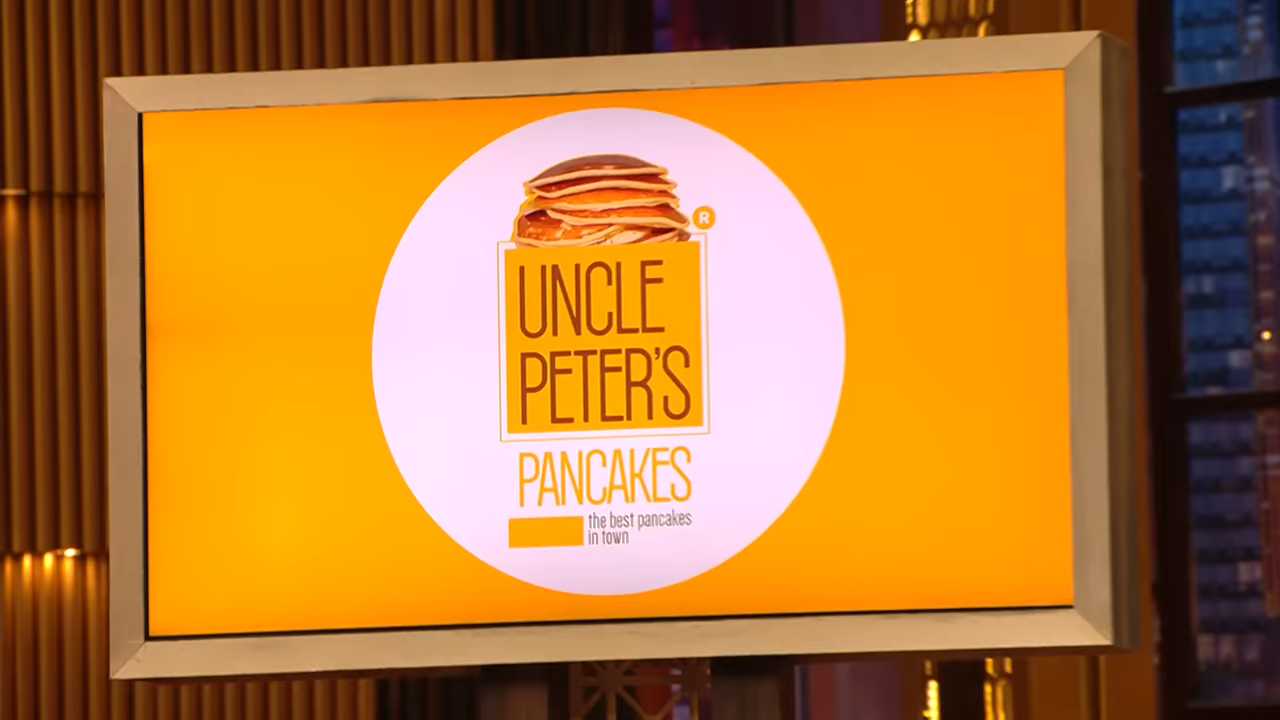 ®
UNCLE
PETER'S
PANCAKES
the best pancakes
in town